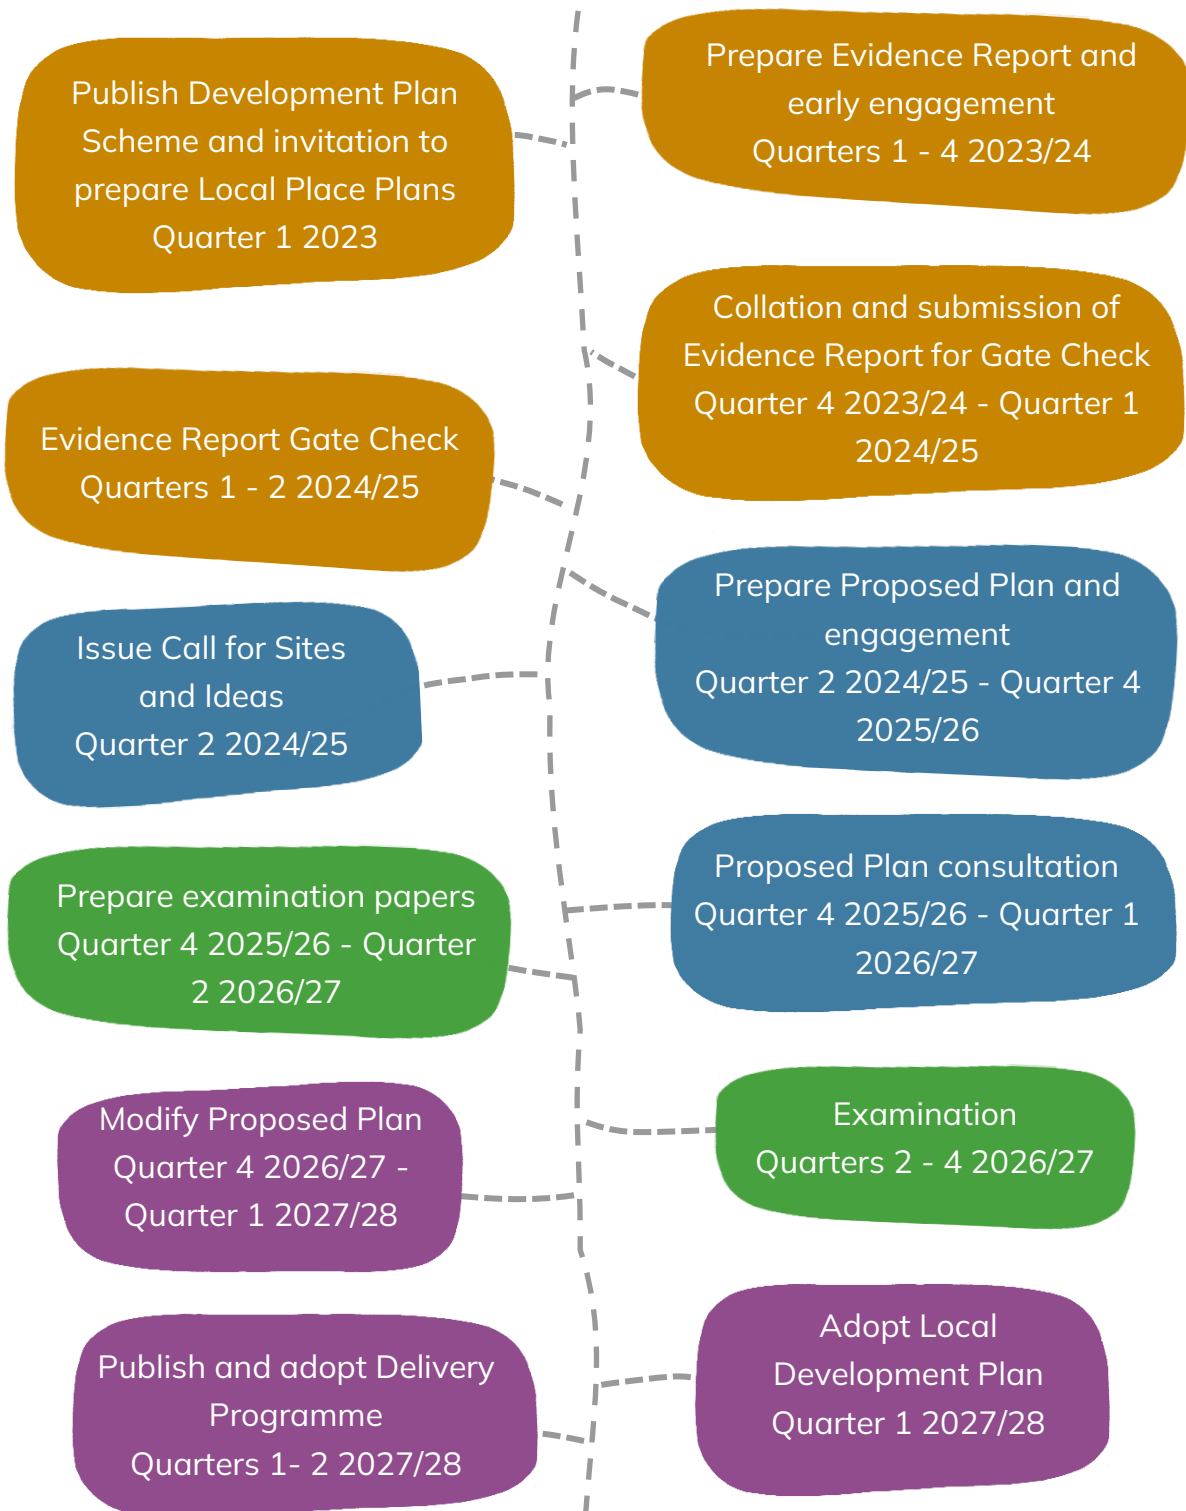 Publish Development Plan
Scheme and invitation to
prepare Local Place Plans
Quarter 1 2023
Prepare Evidence Report and
early engagement
Quarters 1 - 4 2023/24
Collation and submission of
Evidence Report for Gate Check
Quarter 4 2023/24 - Quarter 1
2024/25
Evidence Report Gate Check
Quarters 1 - 2 2024/25
Prepare Proposed Plan and
engagement
Quarter 2 2024/25 - Quarter 4
2025/26
Issue Call for Sites
and Ideas
Quarter 2 2024/25
Proposed Plan consultation
Quarter 4 2025/26 - Quarter 1
2026/27
Prepare examination papers
Quarter 4 2025/26 - Quarter
2 2026/27
Examination
Quarters 2 - 4 2026/27
Modify Proposed Plan
Quarter 4 2026/27 -
Quarter 1 2027/28
Adopt Local
Development Plan
Quarter 1 2027/28
Publish and adopt Delivery
Programme
Quarters 1- 2 2027/28